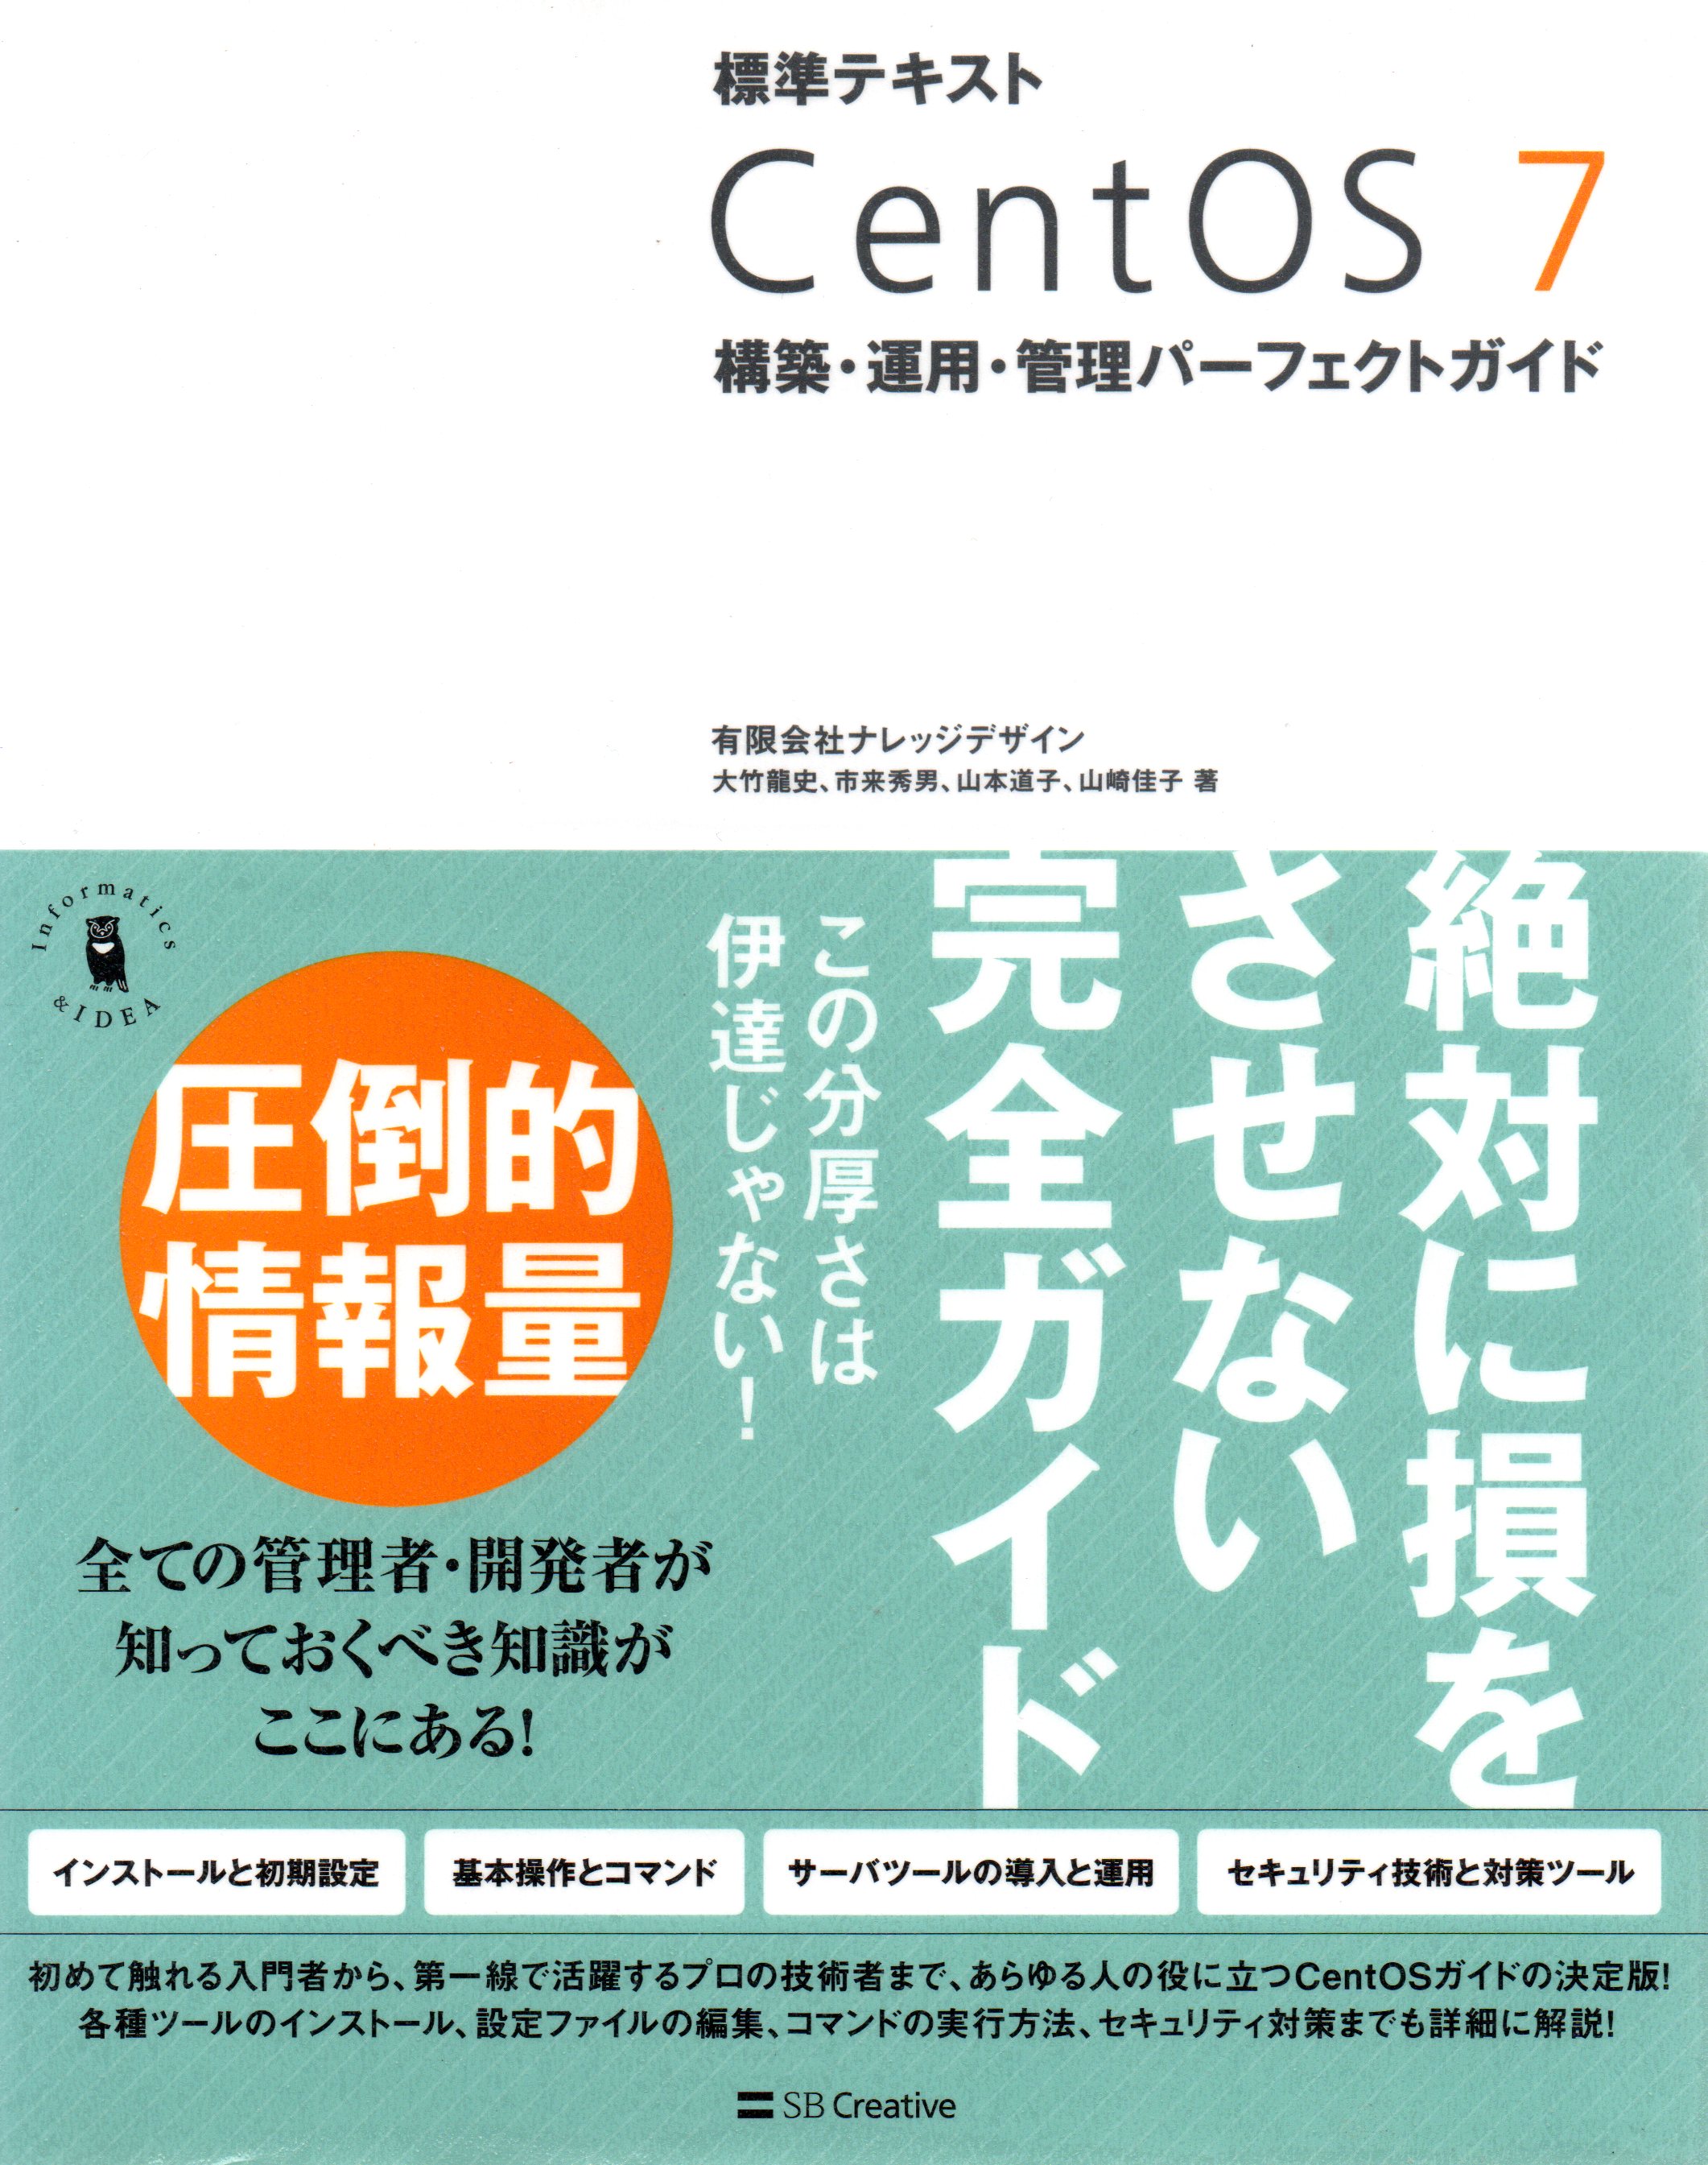 標準テキスト
CentOS 7
構築・運用・管理パーフェクトガイド
有限会社ナレッジデザイン
大竹龍史、市来秀男、山本道子、山崎佳子 著
絶対に損を
させない
完全ガイド
この分厚さは
伊達じゃない!
Informatics
&IDEA
圧倒的
情報量
全ての管理者・開発者が
知っておくべき知識が
ここにある!
インストールと初期設定
基本操作とコマンド
サーバツールの導入と運用
セキュリティ技術と対策ツール
初めて触れる入門者から、第一線で活躍するプロの技術者まで、あらゆる人の役に立つCentOSガイドの決定版!
各種ツールのインストール、設定ファイルの編集、コマンドの実行方法、セキュリティ対策までも詳細に解説!
SB Creative